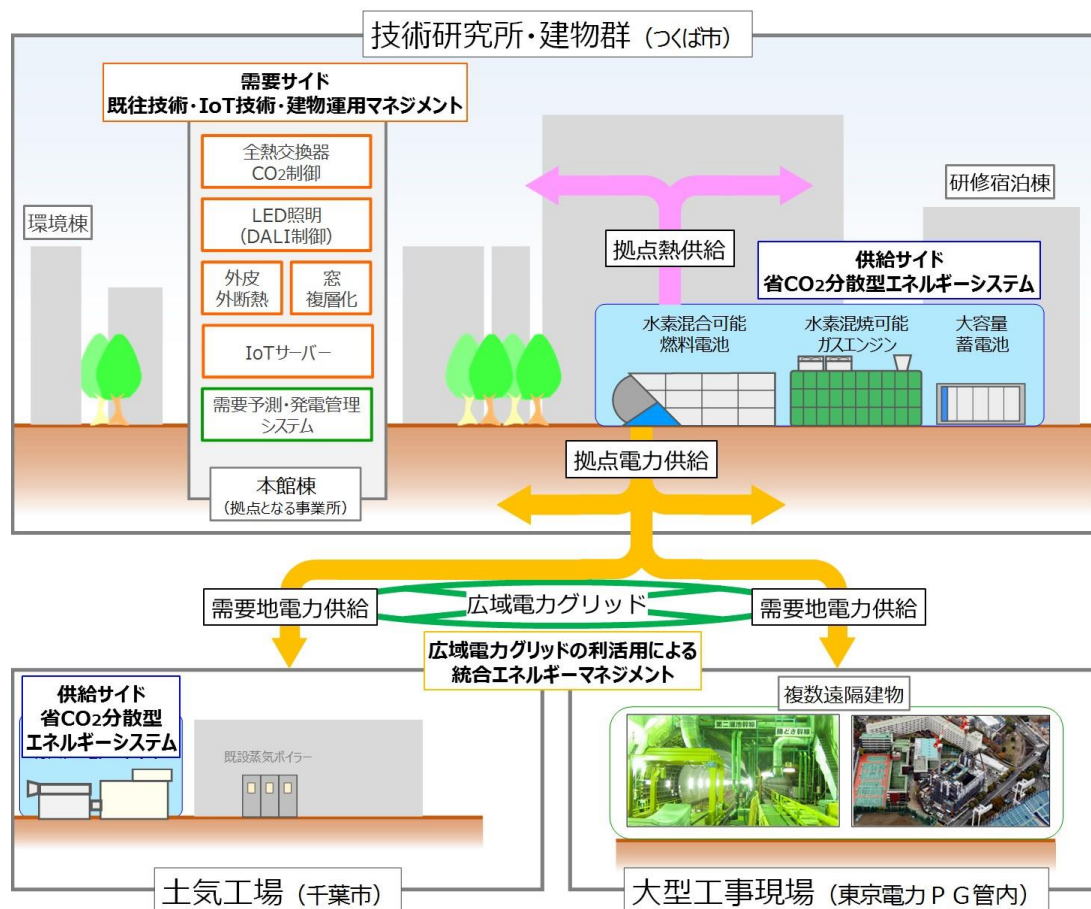 技術研究所・建物群（つくば市）
需要サイド
既往技術・IoT技術・建物運用マネジメント
全熱交換器
CO2制御
LED照明
（DALI制御）
外皮
外断熱
窓
複層化
IoTサーバー
需要予測・発電管理
システム
本館棟
（拠点となる事業所）
環境棟
研修宿泊棟
拠点熱供給
供給サイド
省CO2分散型エネルギーシステム
水素混合可能
燃料電池
水素混焼可能
ガスエンジン
大容量
蓄電池
拠点電力供給
需要地電力供給
広域電力グリッド
需要地電力供給
広域電力グリッドの利活用による
統合エネルギーマネジメント
供給サイド
省CO2分散型
エネルギーシステム
既設蒸気ボイラー
土気工場（千葉市）
複数遠隔建物
第二溜池幹線
勝どき幹線
大型工事現場（東京電力ＰＧ管内）